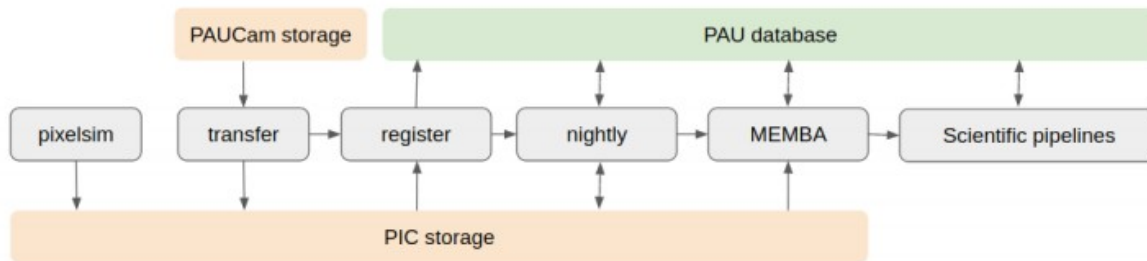 PAUCam storage
PAU database
pixelsim
transfer
register
nightly
MEMBA
Scientific pipelines
PIC storage